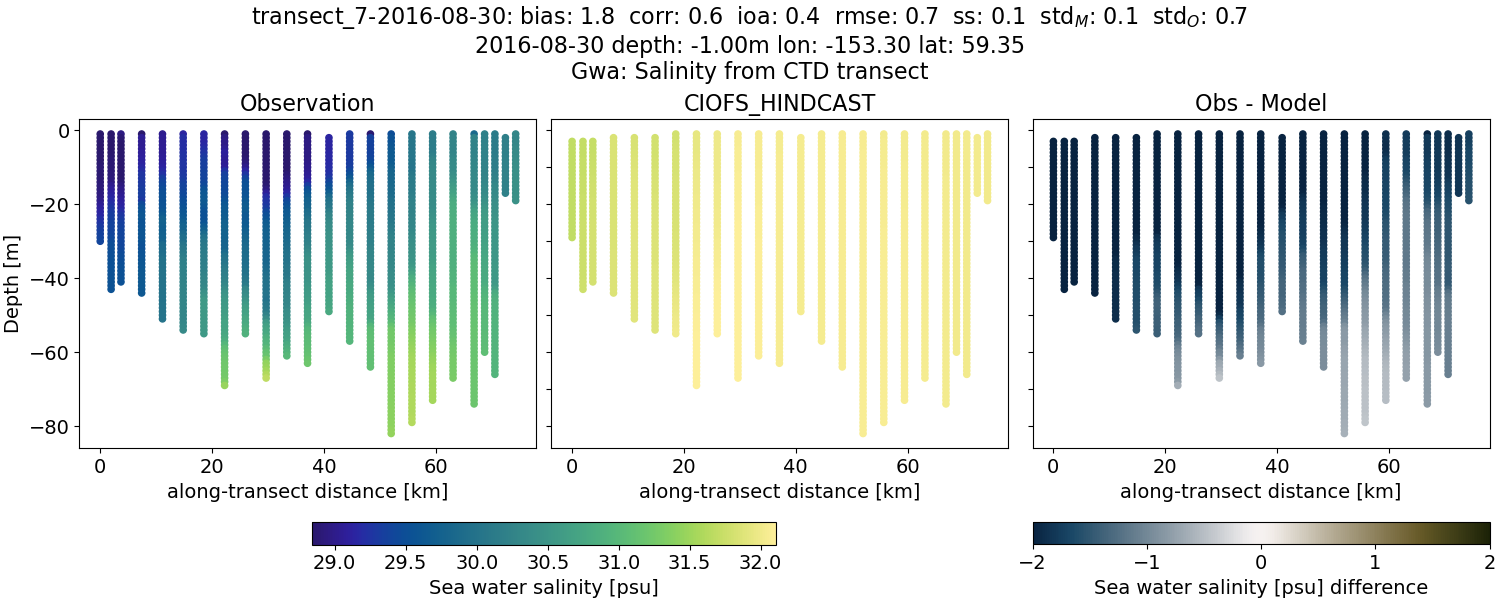 transect_7-2016-08-30: bias: 1.8 corr: 0.6 ioa: 0.4 rmse: 0.7 ss: 0.1 std_M: 0.1 std_O: 0.7
2016-08-30 depth: -1.00m lon: -153.30 lat: 59.35
Gwa: Salinity from CTD transect
Observation
CIOFS_HINDCAST
Obs - Model
Depth [m]
0
−20
−40
−60
−80
0 20 40 60
0 20 40 60
0 20 40 60
along-transect distance [km]
along-transect distance [km]
along-transect distance [km]
29.0 29.5 30.0 30.5 31.0 31.5 32.0
Sea water salinity [psu]
−2 −1 0 1 2
Sea water salinity [psu] difference